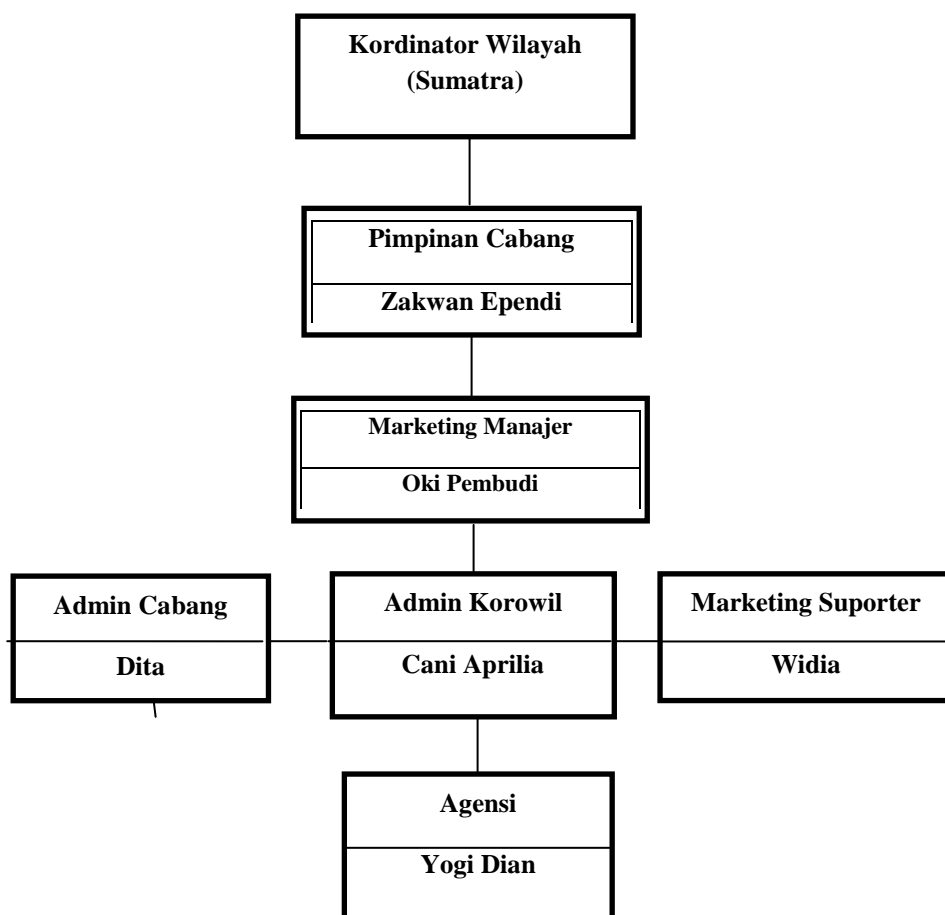 Kordinator Wilayah
(Sumatra)
Pimpinan Cabang
Zakwan Ependi
Marketing Manajer
Oki Pembudi
Admin Cabang
Dita
Admin Korowil
Cani Aprilia
Marketing Suporter
Widia
Agensi
Yogi Dian